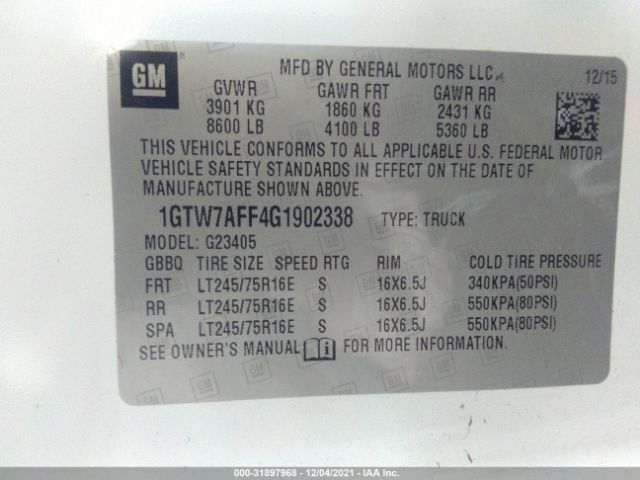 GM
MFD BY GENERAL MOTORS LLC
12/15
GVWR GAWR FRT GAWR RR
3901 KG 1860 KG 2431 KG
8600 LB 4100 LB 5360 LB
THIS VEHICLE CONFORMS TO ALL APPLICABLE U.S. FEDERAL MOTOR
VEHICLE SAFETY STANDARDS IN EFFECT ON THE DATE OF
MANUFACTURE SHOWN ABOVE.
1GTW7AFF4G1902338 TYPE: TRUCK
MODEL: G23405
GBBQ TIRE SIZE SPEED RTG RIM COLD TIRE PRESSURE
FRT LT245/75R16E S 16X6.5J 340KPA(50PSI)
RR LT245/75R16E S 16X6.5J 550KPA(80PSI)
SPA LT245/75R16E S 16X6.5J 550KPA(80PSI)
SEE OWNER'S MANUAL FOR MORE INFORMATION.
000-31897968 - 12/04/2021 - IAAI.com